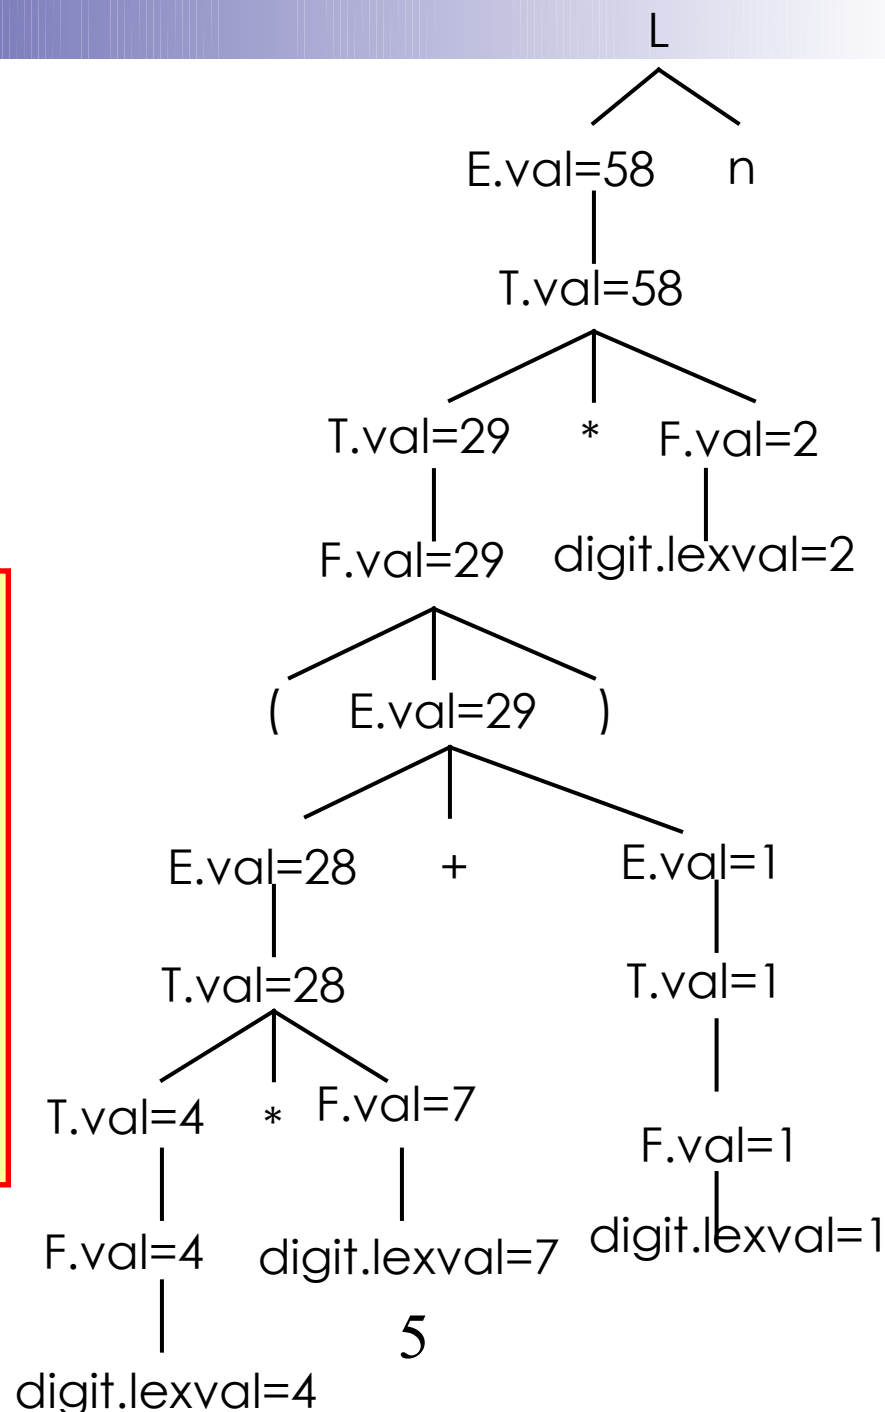 L
E.val=58 n
T.val=58
T.val=29 * F.val=2
F.val=29 digit.lexval=2
( E.val=29 )
E.val=28 + E.val=1
T.val=28 T.val=1
T.val=4 * F.val=7
F.val=1
F.val=4 digit.lexval=7 digit.lexval=1
5
digit.lexval=4